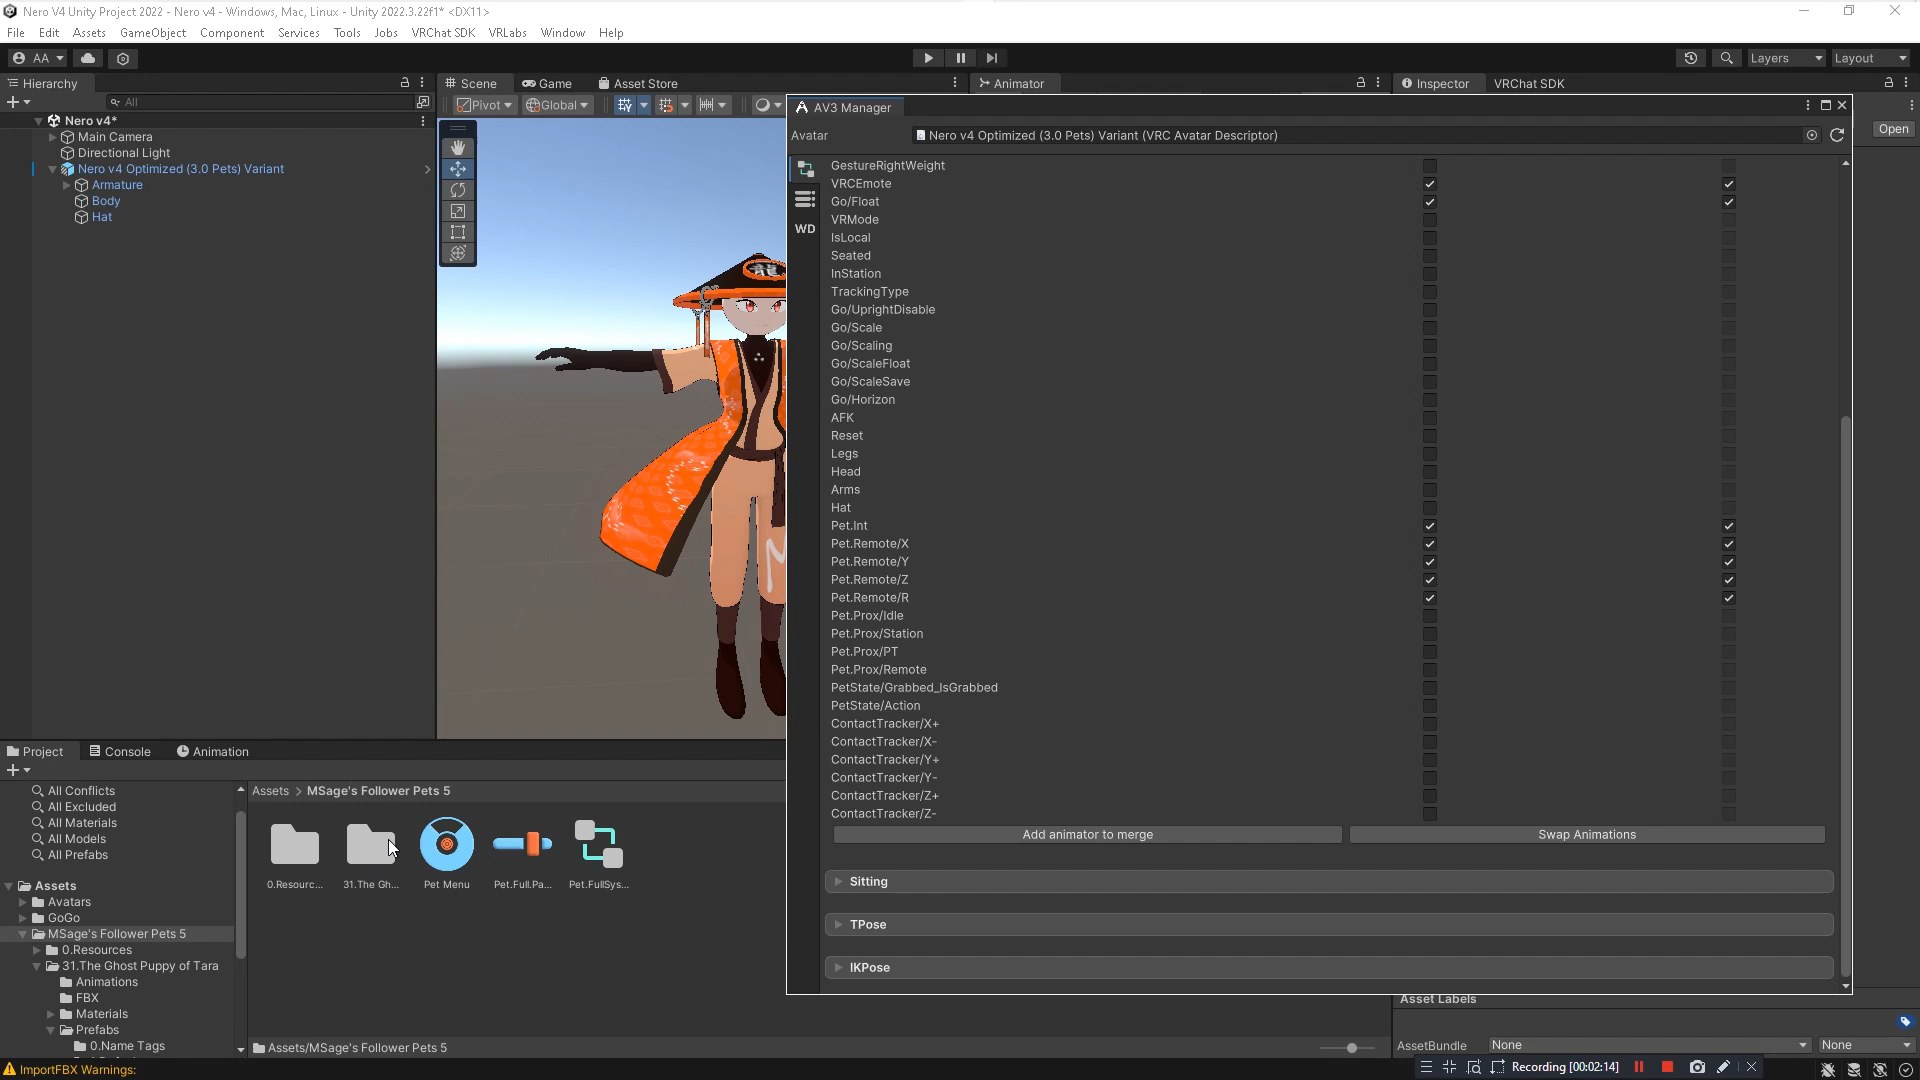 Nero V4 Unity Project 2022 - Nero v4 - Windows, Mac, Linux - Unity 2022.3.22f1* <DX11>
File Edit Assets GameObject Component Services Tools Jobs VRChat SDK VRLabs Window Help
AA Layers Layout
Hierarchy Scene Game Asset Store Animator Inspector VRChat SDK
All Pivot Global
AV3 Manager
Open
Avatar Nero v4 Optimized (3.0 Pets) Variant (VRC Avatar Descriptor)
Nero v4*
Main Camera
Directional Light
Nero v4 Optimized (3.0 Pets) Variant
Armature
Body
Hat
WD
GestureRightWeight
VRCEmote
Go/Float
VRMode
IsLocal
Seated
InStation
TrackingType
Go/UprightDisable
Go/Scale
Go/Scaling
Go/ScaleFloat
Go/ScaleSave
Go/Horizon
AFK
Reset
Legs
Head
Arms
Hat
Pet.Int
Pet.Remote/X
Pet.Remote/Y
Pet.Remote/Z
Pet.Remote/R
Pet.Prox/Idle
Pet.Prox/Station
Pet.Prox/PT
Pet.Prox/Remote
PetState/Grabbed_IsGrabbed
PetState/Action
ContactTracker/X+
ContactTracker/X-
ContactTracker/Y+
ContactTracker/Y-
ContactTracker/Z+
ContactTracker/Z-
Add animator to merge Swap Animations
Sitting
TPose
IKPose
Project Console Animation
All Conflicts
All Excluded
All Materials
All Models
All Prefabs
Assets
Avatars
GoGo
MSage's Follower Pets 5
0.Resources
31.The Ghost Puppy of Tara
Animations
FBX
Materials
Prefabs
0.Name Tags
Assets > MSage's Follower Pets 5
0.Resourc... 31.The Gh... Pet Menu Pet.Full.Pa... Pet.FullSys...
Assets/MSage's Follower Pets 5
Asset Labels
AssetBundle None None
ImportFBX Warnings:
Recording [00:02:14]